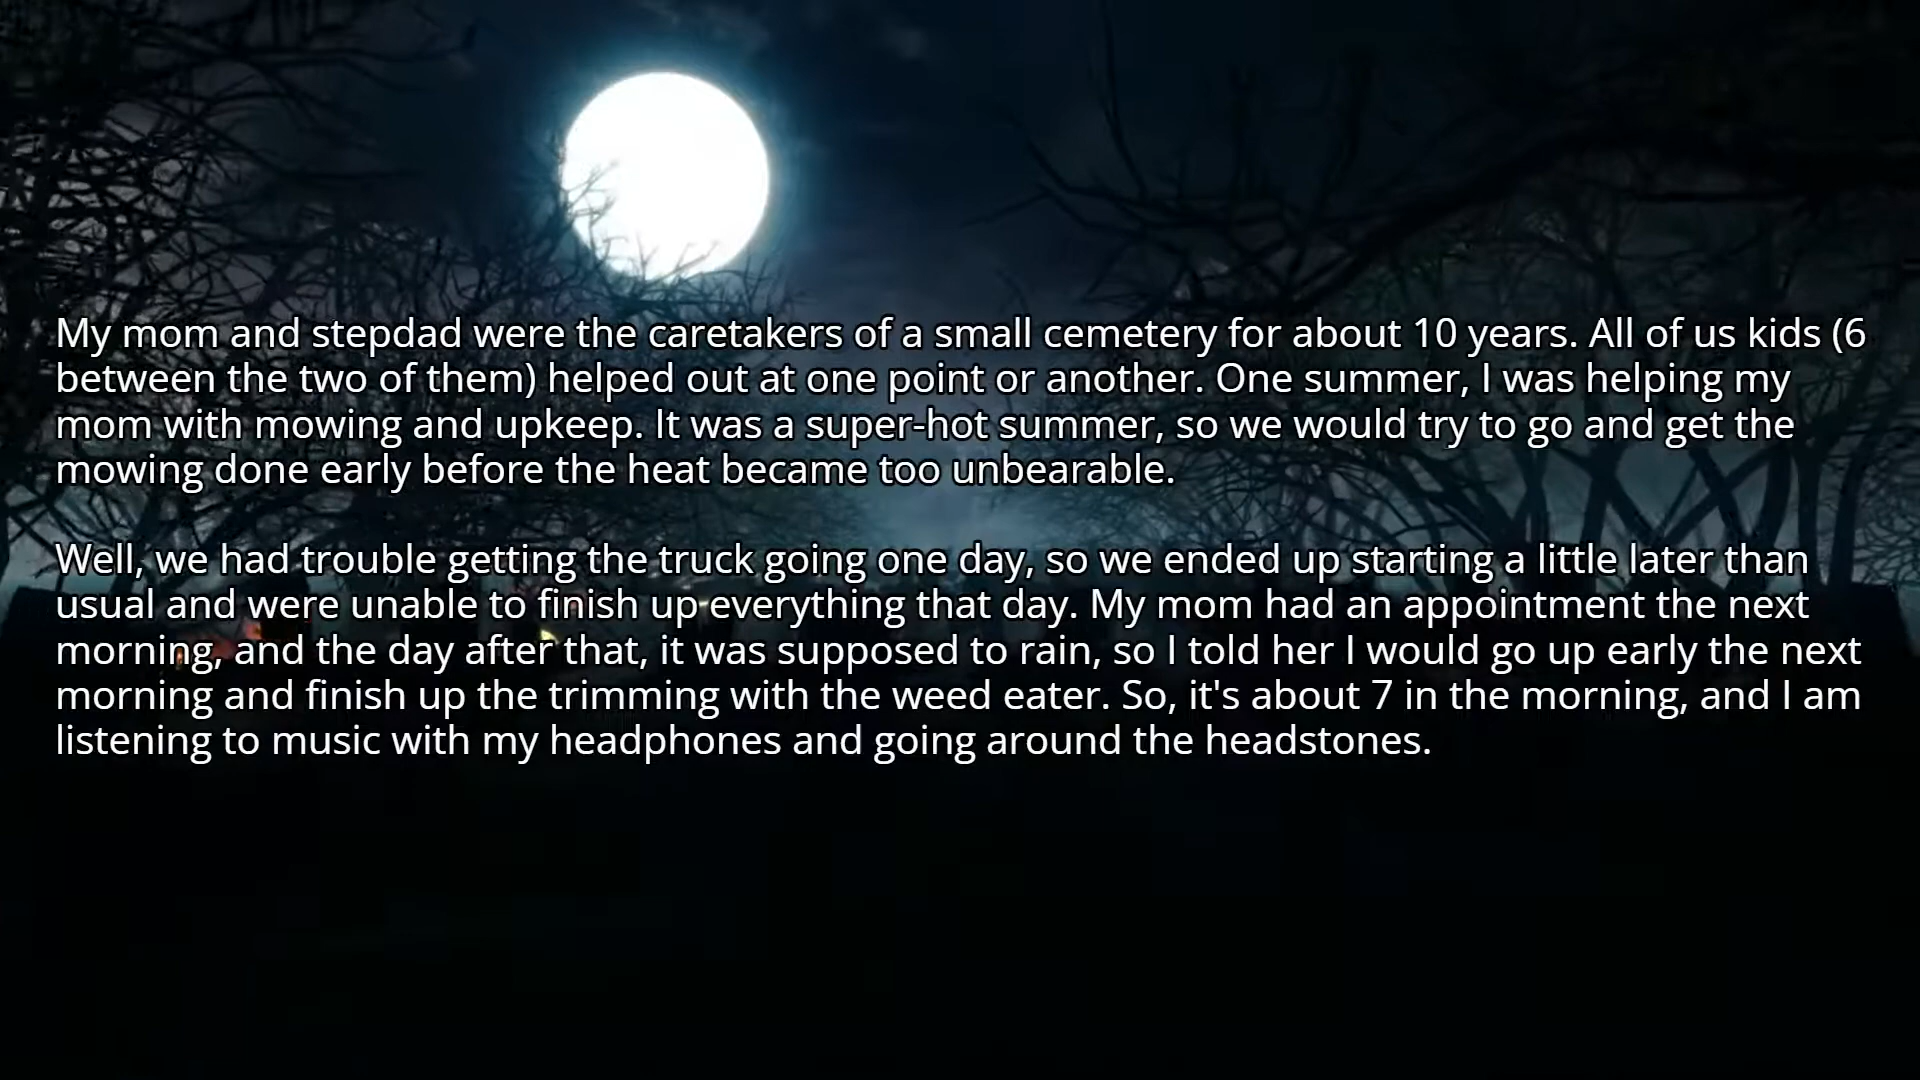 My mom and stepdad were the caretakers of a small cemetery for about 10 years. All of us kids (6
between the two of them) helped out at one point or another. One summer, I was helping my
mom with mowing and upkeep. It was a super-hot summer, so we would try to go and get the
mowing done early before the heat became too unbearable.
Well, we had trouble getting the truck going one day, so we ended up starting a little later than
usual and were unable to finish up everything that day. My mom had an appointment the next
morning, and the day after that, it was supposed to rain, so I told her I would go up early the next
morning and finish up the trimming with the weed eater. So, it's about 7 in the morning, and I am
listening to music with my headphones and going around the headstones.